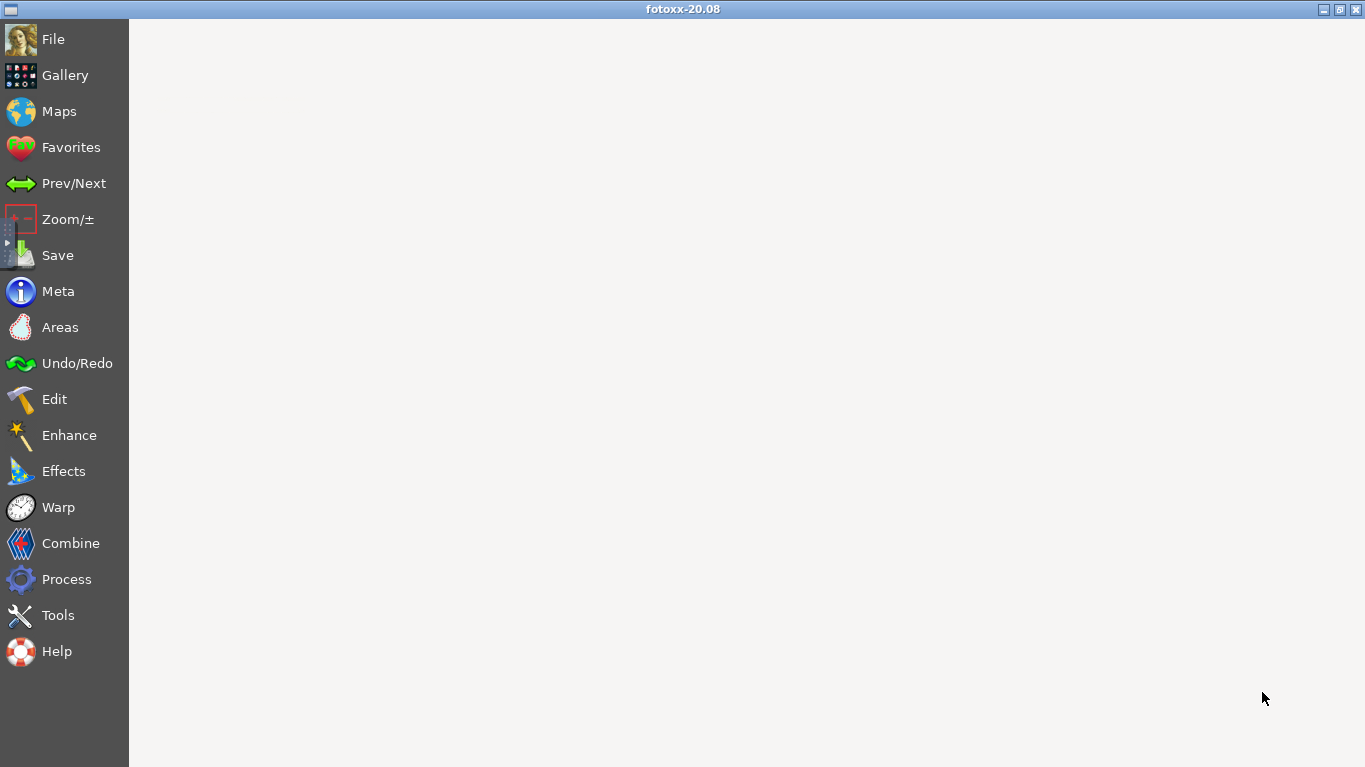 fotoxx-20.08
File
Gallery
Maps
Fav
Favorites
Prev/Next
Zoom/±
Save
Meta
Areas
Undo/Redo
Edit
Enhance
Effects
Warp
Combine
Process
Tools
Help